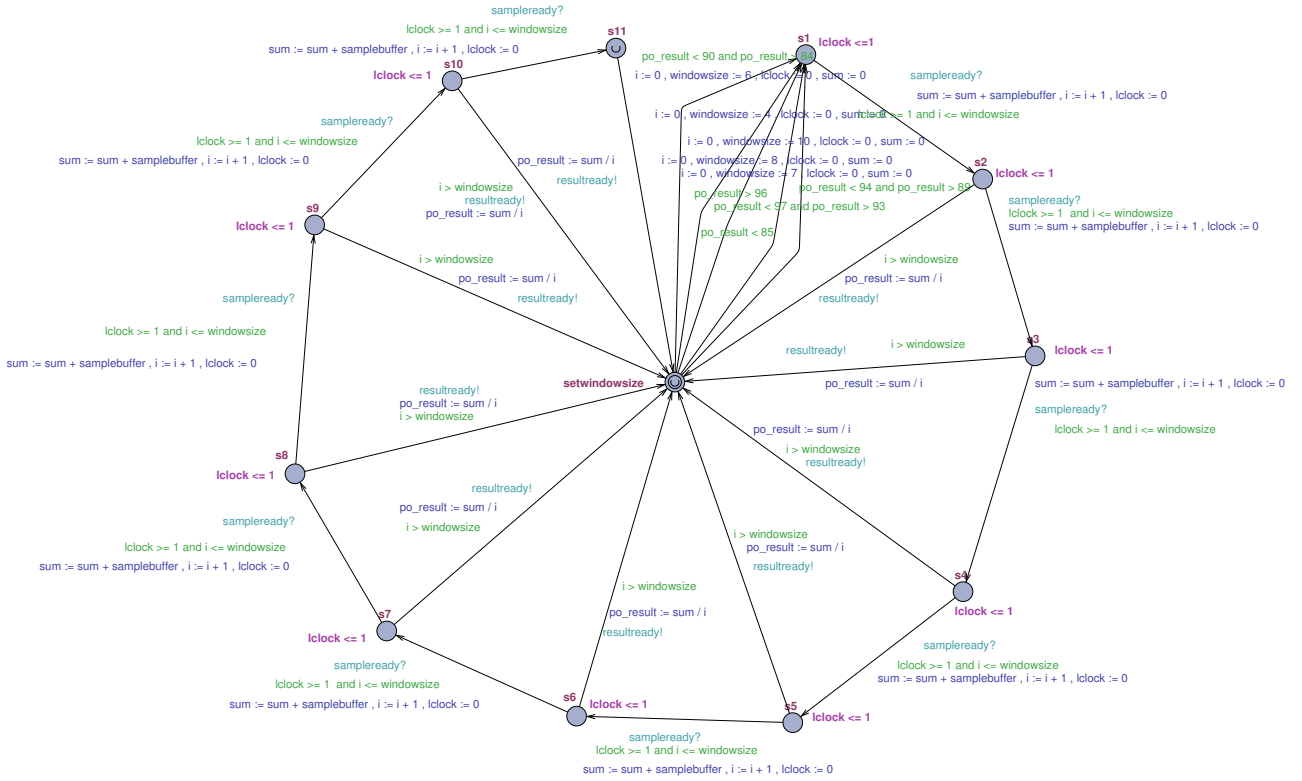 sampleready?
lclock >= 1 and i <= windowsize
sum := sum + samplebuffer , i := i + 1 , lclock := 0
s11
s10
lclock <= 1
s1
lclock <=1
po_result < 90 and po_result > 84
i := 0 , windowsize := 6 , lclock := 0 , sum := 0
i := 0 , windowsize := 4 , lclock := 0 , sum := 0
i := 0 , windowsize := 10 , lclock := 0 , sum := 0
i := 0 , windowsize := 8 , lclock := 0 , sum := 0
i := 0 , windowsize := 7 , lclock := 0 , sum := 0
po_result > 96
po_result < 94 and po_result > 89
po_result < 97 and po_result > 93
po_result < 85
sampleready?
sum := sum + samplebuffer , i := i + 1 , lclock := 0
lclock >= 1 and i <= windowsize
s2
lclock <= 1
sampleready?
lclock >= 1 and i <= windowsize
sum := sum + samplebuffer , i := i + 1 , lclock := 0
i > windowsize
po_result := sum / i
resultready!
sampleready?
lclock >= 1 and i <= windowsize
sum := sum + samplebuffer , i := i + 1 , lclock := 0
po_result := sum / i
resultready!
i > windowsize
resultready!
po_result := sum / i
s9
lclock <= 1
i > windowsize
po_result := sum / i
resultready!
sampleready?
lclock >= 1 and i <= windowsize
sum := sum + samplebuffer , i := i + 1 , lclock := 0
s3
lclock <= 1
i > windowsize
resultready!
po_result := sum / i
sum := sum + samplebuffer , i := i + 1 , lclock := 0
sampleready?
lclock >= 1 and i <= windowsize
setwindowsize
resultready!
po_result := sum / i
i > windowsize
s8
lclock <= 1
po_result := sum / i
i > windowsize
resultready!
resultready!
po_result := sum / i
i > windowsize
sampleready?
lclock >= 1 and i <= windowsize
sum := sum + samplebuffer , i := i + 1 , lclock := 0
i > windowsize
po_result := sum / i
resultready!
s4
lclock <= 1
i > windowsize
po_result := sum / i
resultready!
s7
lclock <= 1
sampleready?
lclock >= 1 and i <= windowsize
sum := sum + samplebuffer , i := i + 1 , lclock := 0
sampleready?
lclock >= 1 and i <= windowsize
sum := sum + samplebuffer , i := i + 1 , lclock := 0
s6
lclock <= 1
s5
lclock <= 1
sampleready?
lclock >= 1 and i <= windowsize
sum := sum + samplebuffer , i := i + 1 , lclock := 0